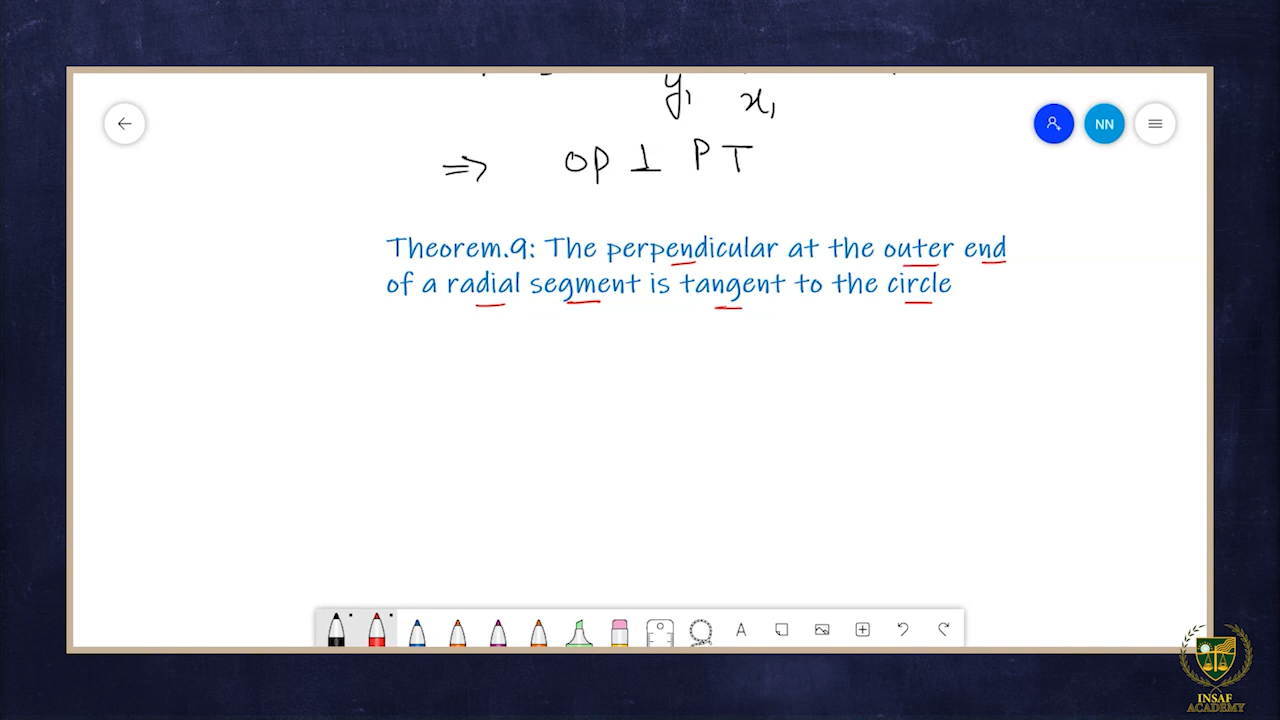 y₁ x₁
⇒ OP ⊥ PT
NN
Theorem.9: The perpendicular at the outer end
of a radial segment is tangent to the circle
A
INSAF
ACADEMY